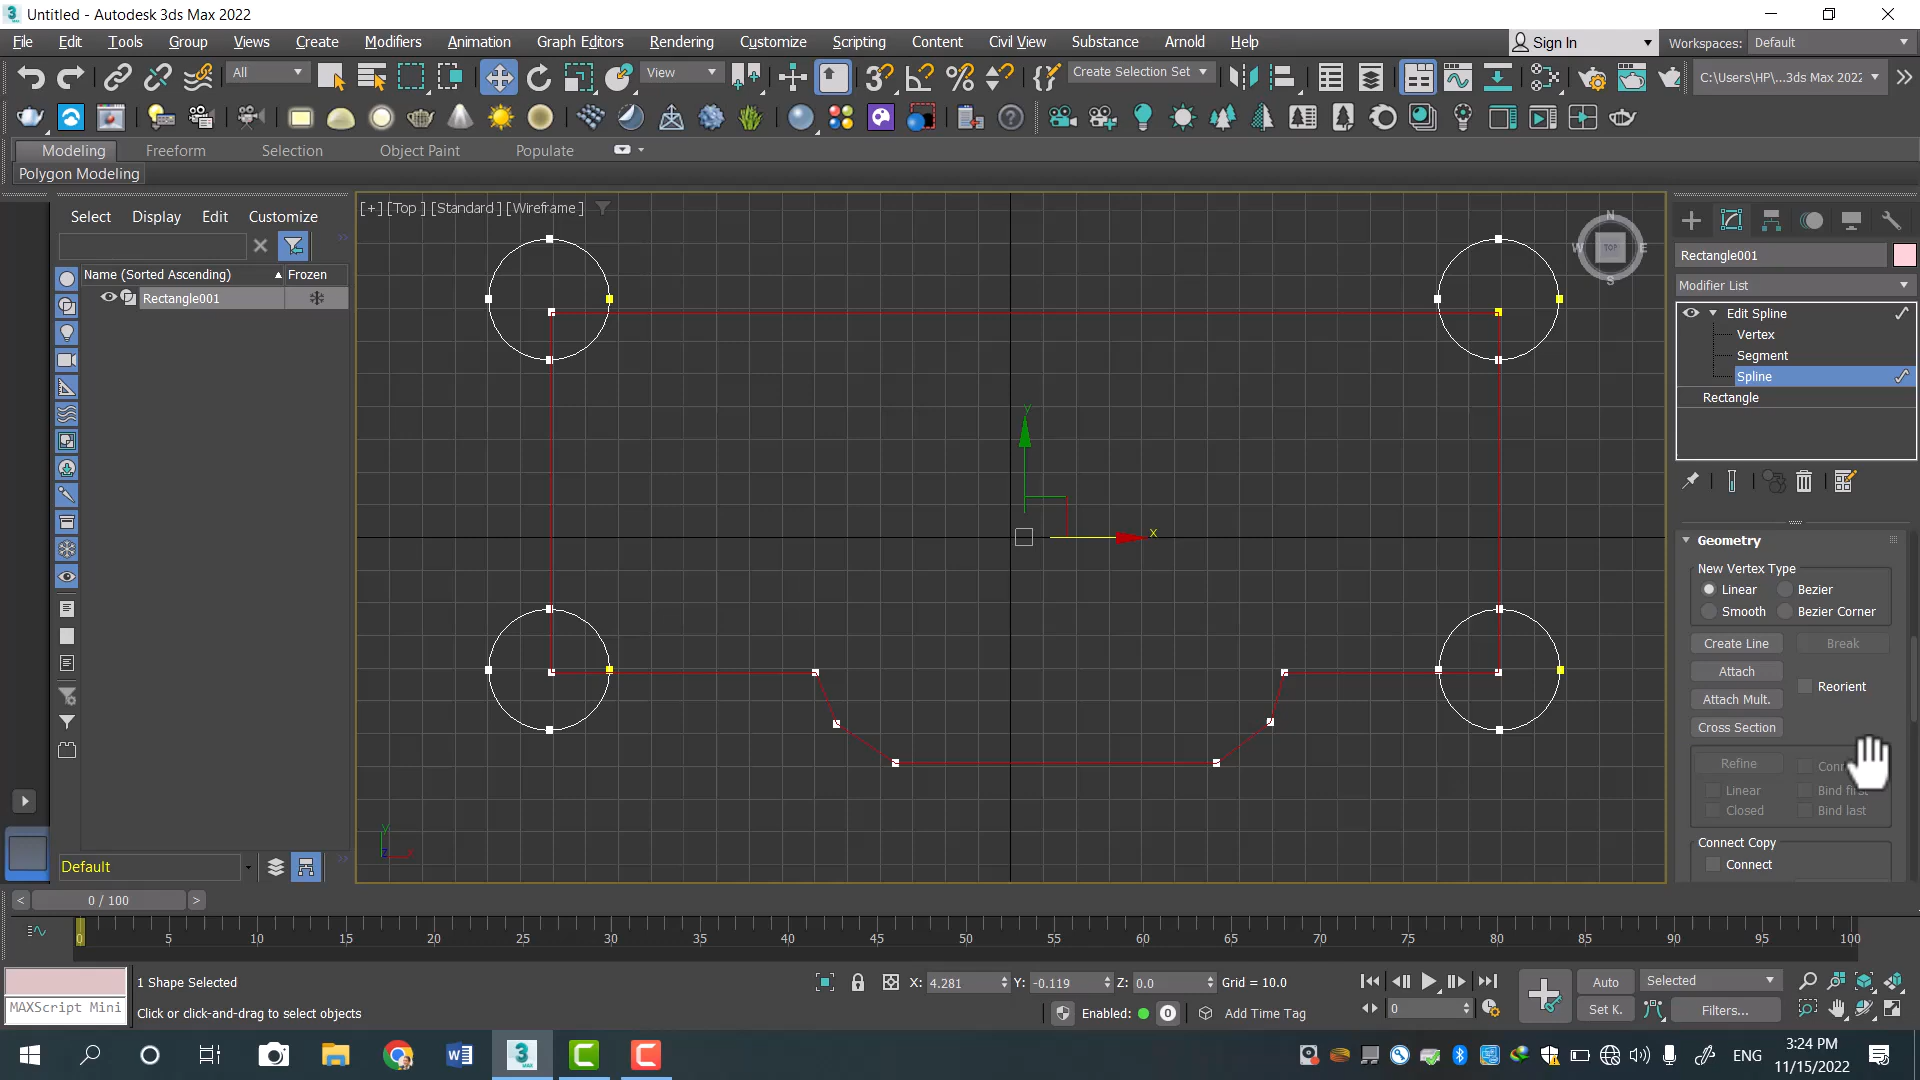 Untitled - Autodesk 3ds Max 2022
File Edit Tools Group Views Create Modifiers Animation Graph Editors Rendering Customize Scripting Content Civil View Substance Arnold Help Sign In Workspaces: Default
All View Create Selection Set C:\Users\HP\...3ds Max 2022
Modeling Freeform Selection Object Paint Populate
Polygon Modeling
Select Display Edit Customize
Name (Sorted Ascending) Frozen
Rectangle001
Default
[+] [Top ] [Standard ] [Wireframe ]
N
W TOP E
S
y
x
y
z x
Rectangle001
Modifier List
Edit Spline
Vertex
Segment
Spline
Rectangle
Geometry
New Vertex Type
Linear Bezier
Smooth Bezier Corner
Create Line Break
Attach
Reorient
Attach Mult.
Cross Section
Refine
Linear Bind first
Closed Bind last
Connect Copy
Connect
< 0 / 100 >
0 5 10 15 20 25 30 35 40 45 50 55 60 65 70 75 80 85 90 95 100
1 Shape Selected
MAXScript Mini
Click or click-and-drag to select objects
X: 4.281 Y: -0.119 Z: 0.0 Grid = 10.0
Enabled: 0 Add Time Tag
0
Auto Selected
Set K. Filters...
ENG
3:24 PM
11/15/2022